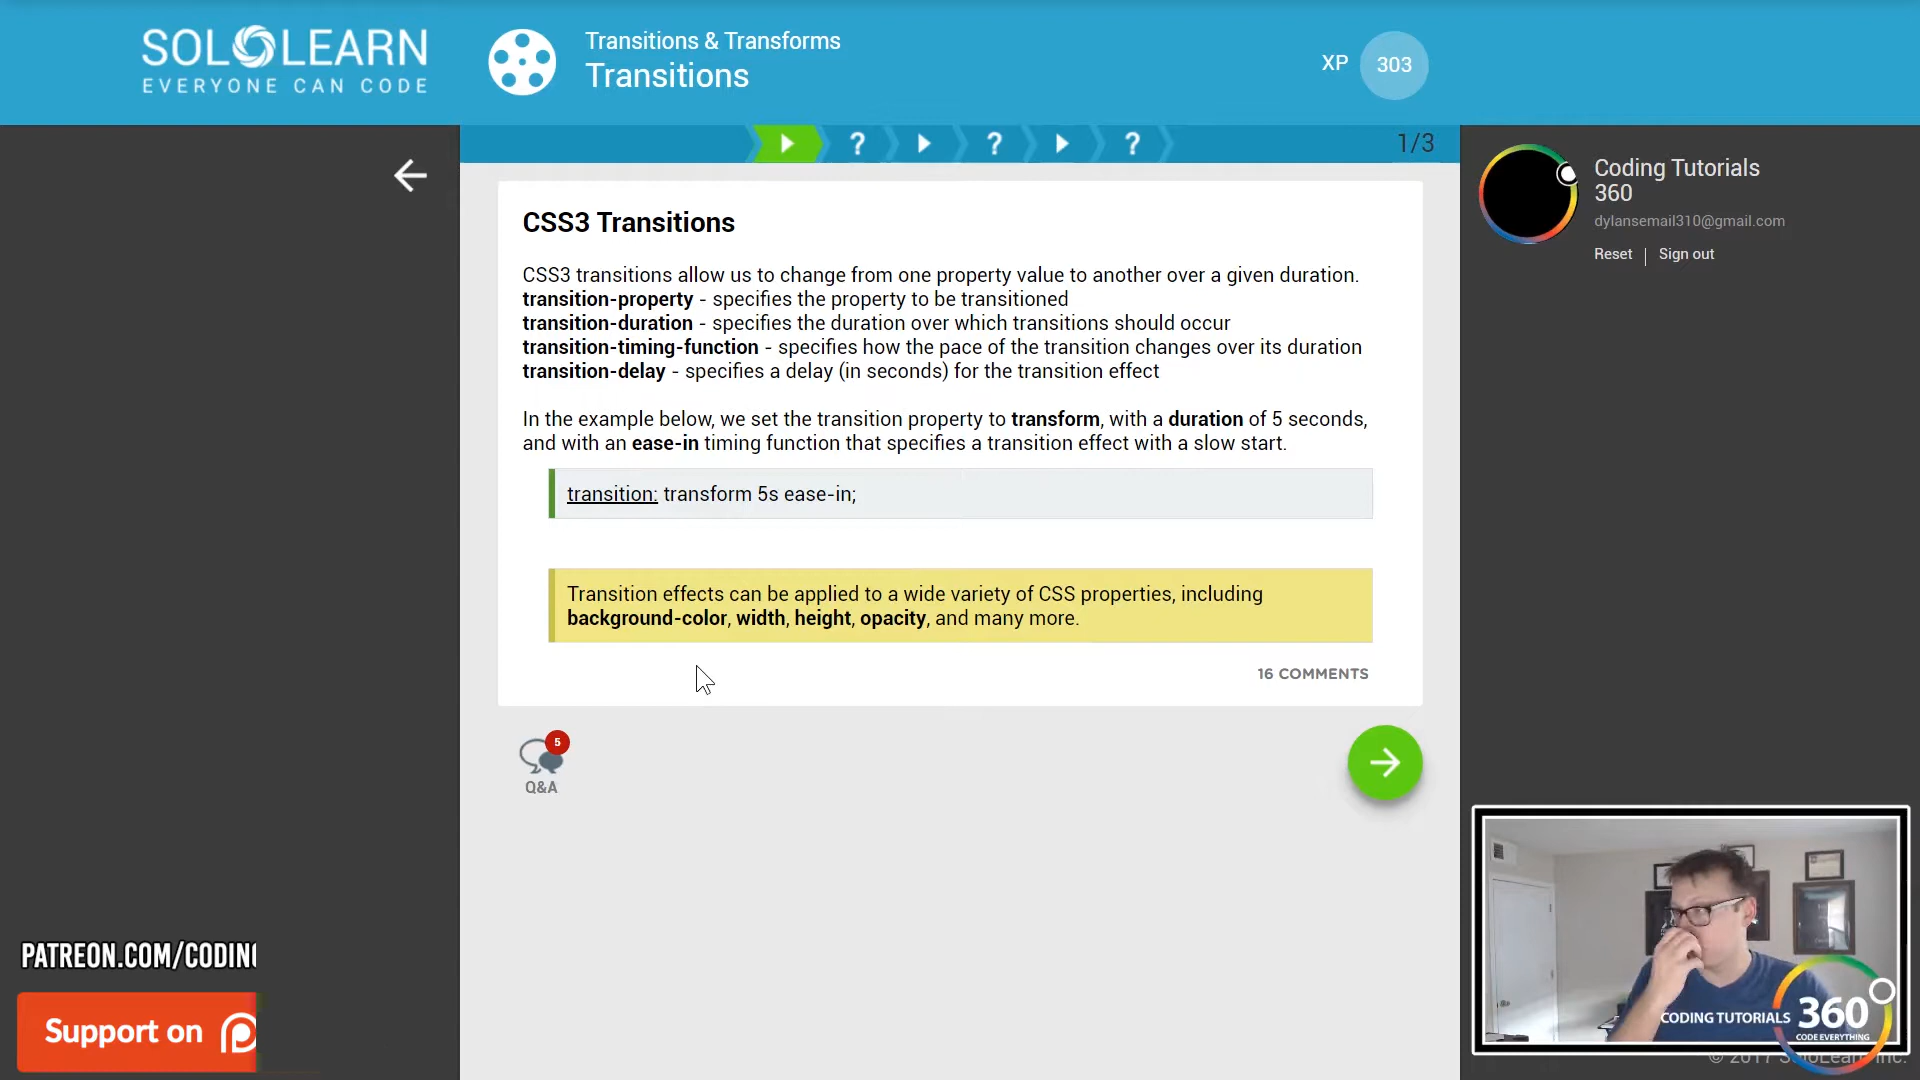 SOLOLEARN
EVERYONE CAN CODE
Transitions & Transforms
Transitions
XP 303
? ? ? 1/3
Coding Tutorials
360
dylansemail310@gmail.com
Reset | Sign out
CSS3 Transitions
CSS3 transitions allow us to change from one property value to another over a given duration.
transition-property - specifies the property to be transitioned
transition-duration - specifies the duration over which transitions should occur
transition-timing-function - specifies how the pace of the transition changes over its duration
transition-delay - specifies a delay (in seconds) for the transition effect
In the example below, we set the transition property to transform, with a duration of 5 seconds,
and with an ease-in timing function that specifies a transition effect with a slow start.
transition: transform 5s ease-in;
Transition effects can be applied to a wide variety of CSS properties, including
background-color, width, height, opacity, and many more.
16 COMMENTS
5
Q&A
PATREON.COM/CODING
Support on
CODING TUTORIALS 360
CODE EVERYTHING
© 2017 SoloLearn Inc.